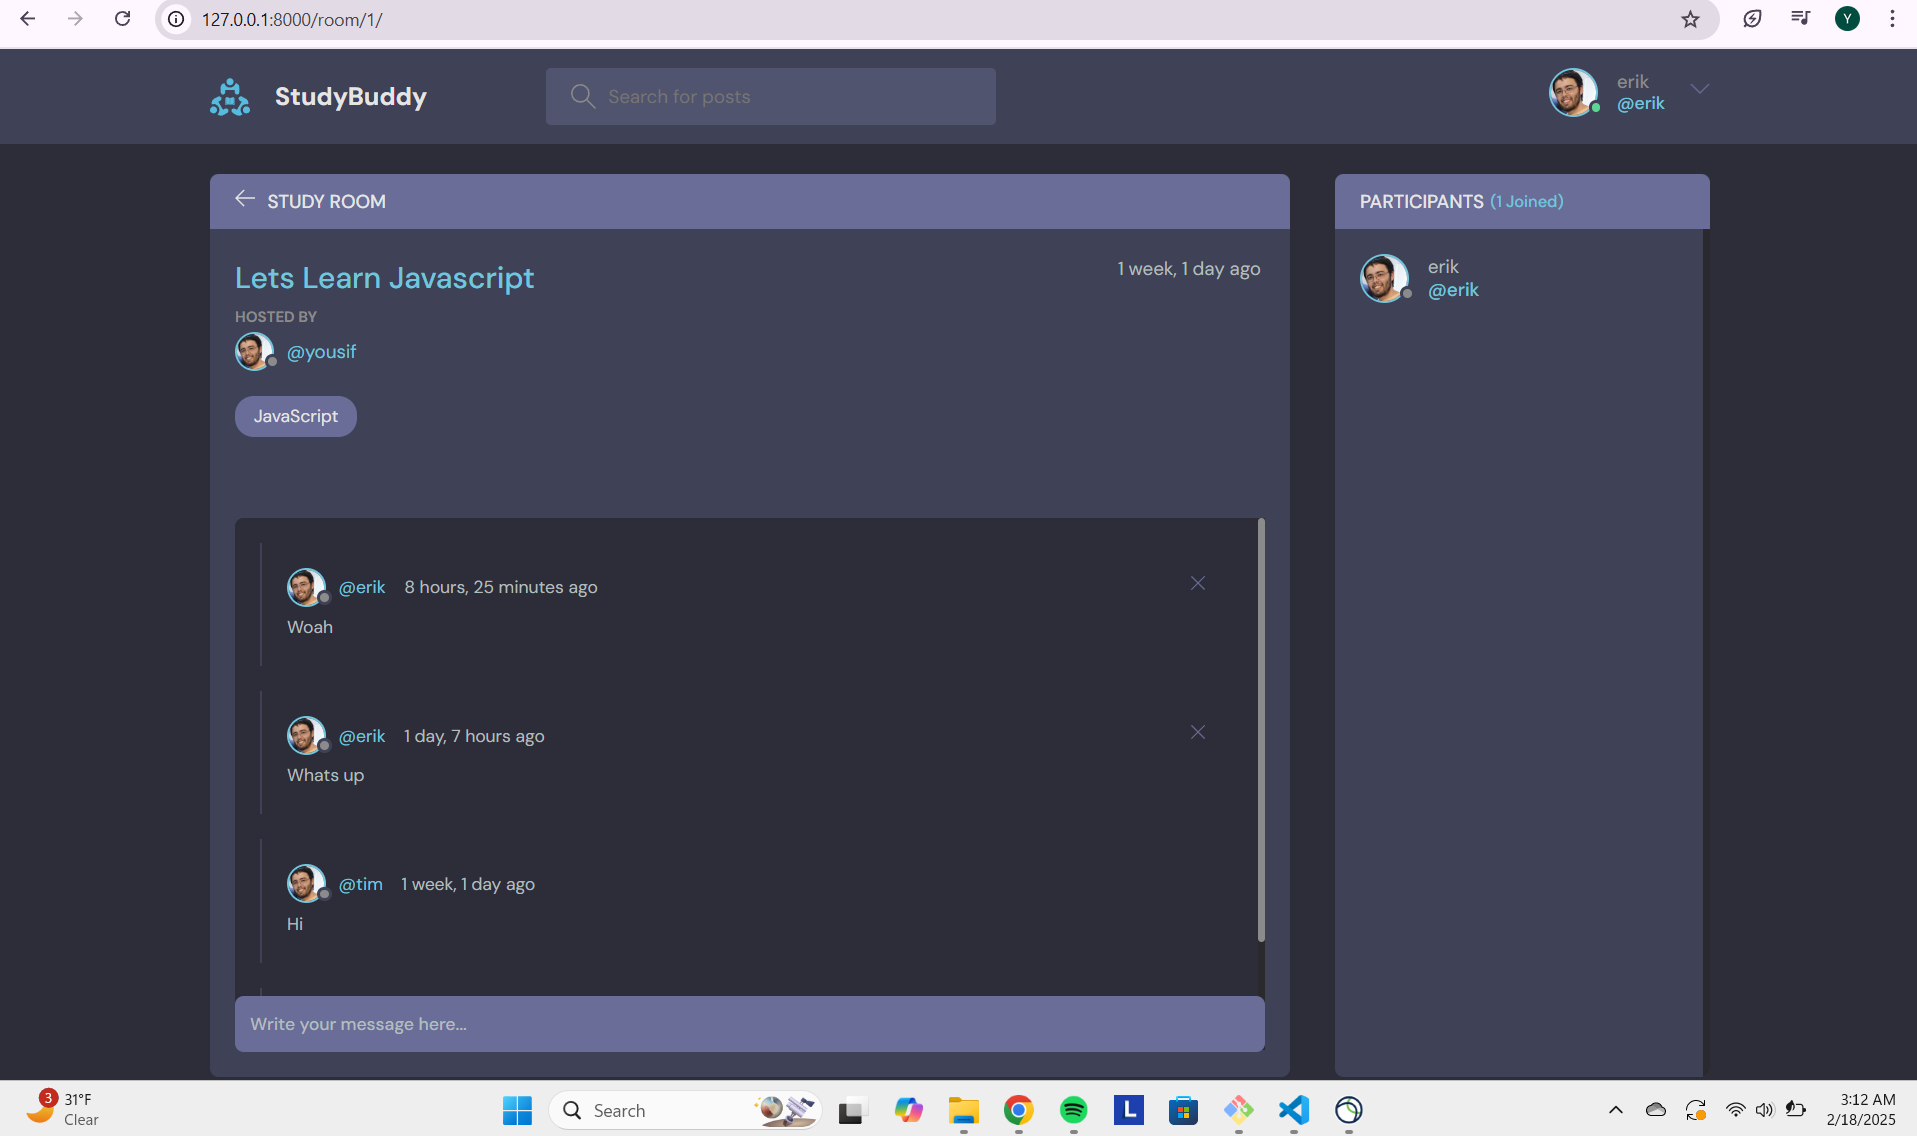 127.0.0.1:8000/room/1/
Y
StudyBuddy
Search for posts
erik
@erik
STUDY ROOM
Lets Learn Javascript
1 week, 1 day ago
HOSTED BY
@yousif
JavaScript
@erik 8 hours, 25 minutes ago
Woah
@erik 1 day, 7 hours ago
Whats up
@tim 1 week, 1 day ago
Hi
Write your message here...
PARTICIPANTS (1 Joined)
erik
@erik
3
31°F
Clear
Search
L
3:12 AM
2/18/2025